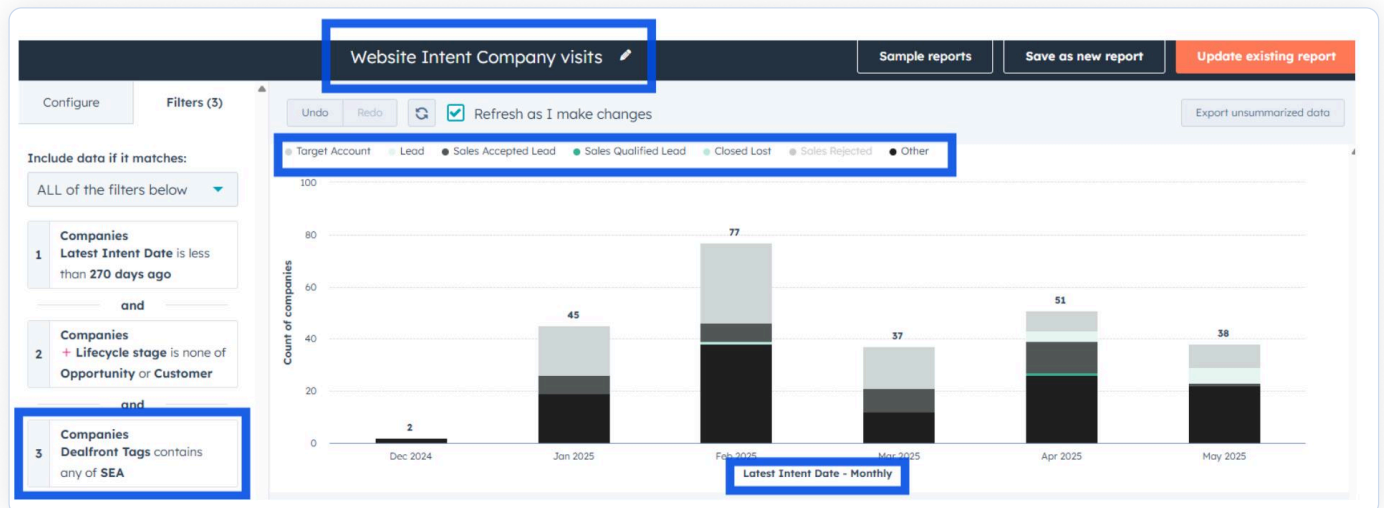 Website Intent Company visits
Sample reports
Save as new report
Update existing report
Configure
Filters (3)
Undo
Redo
Refresh as I make changes
Export unsummarized data
Include data if it matches:
ALL of the filters below
1
Companies
Latest Intent Date is less
than 270 days ago
and
2
Companies
+ Lifecycle stage is none of
Opportunity or Customer
and
3
Companies
Dealfront Tags contains
any of SEA
Target Account Lead Sales Accepted Lead Sales Qualified Lead Closed Lost Sales Rejected Other
Count of companies
100
80
60
40
20
0
2
45
77
37
51
38
Dec 2024 Jan 2025 Feb 2025 Mar 2025 Apr 2025 May 2025
Latest Intent Date - Monthly